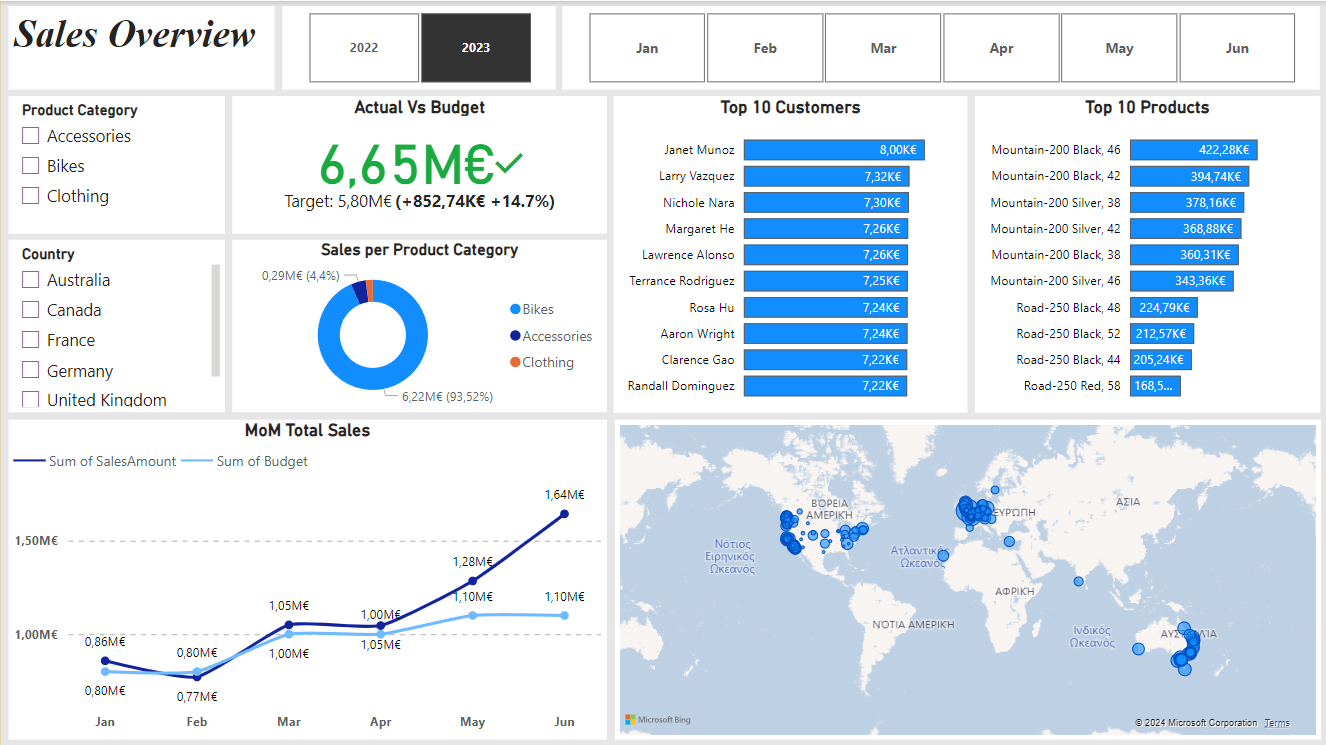 Sales Overview
2022
2023
Jan
Feb
Mar
Apr
May
Jun
Product Category
Accessories
Bikes
Clothing
Country
Australia
Canada
France
Germany
United Kingdom
Actual Vs Budget
6,65M€
Target: 5,80M€ (+852,74K€ +14.7%)
Sales per Product Category
0,29M€ (4,4%)
6,22M€ (93,52%)
Bikes
Accessories
Clothing
Top 10 Customers
Janet Munoz 8,00K€
Larry Vazquez 7,32K€
Nichole Nara 7,30K€
Margaret He 7,26K€
Lawrence Alonso 7,26K€
Terrance Rodriguez 7,25K€
Rosa Hu 7,24K€
Aaron Wright 7,24K€
Clarence Gao 7,22K€
Randall Dominguez 7,22K€
Top 10 Products
Mountain-200 Black, 46 422,28K€
Mountain-200 Black, 42 394,74K€
Mountain-200 Silver, 38 378,16K€
Mountain-200 Silver, 42 368,88K€
Mountain-200 Black, 38 360,31K€
Mountain-200 Silver, 46 343,36K€
Road-250 Black, 48 224,79K€
Road-250 Black, 52 212,57K€
Road-250 Black, 44 205,24K€
Road-250 Red, 58 168,5...
MoM Total Sales
Sum of SalesAmount Sum of Budget
1,50M€
1,00M€
0,86M€
0,80M€
0,80M€
0,77M€
1,05M€
1,00M€
1,00M€
1,05M€
1,28M€
1,10M€
1,64M€
1,10M€
Jan Feb Mar Apr May Jun
ΒΌΡΕΙΑ
ΑΜΕΡΙΚΉ
ΕΥΡΏΠΗ
ΑΣΊΑ
Νότιος
Ειρηνικός
Ωκεανός
Ατλαντικός
Ωκεανός
ΑΦΡΙΚΉ
ΝΌΤΙΑ ΑΜΕΡΙΚΉ
Ινδικός
Ωκεανός
Microsoft Bing
© 2024 Microsoft Corporation Terms